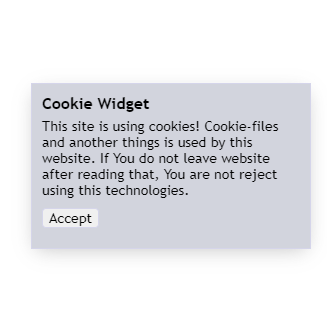 Cookie Widget
This site is using cookies! Cookie-files
and another things is used by this
website. If You do not leave website
after reading that, You are not reject
using this technologies.
Accept